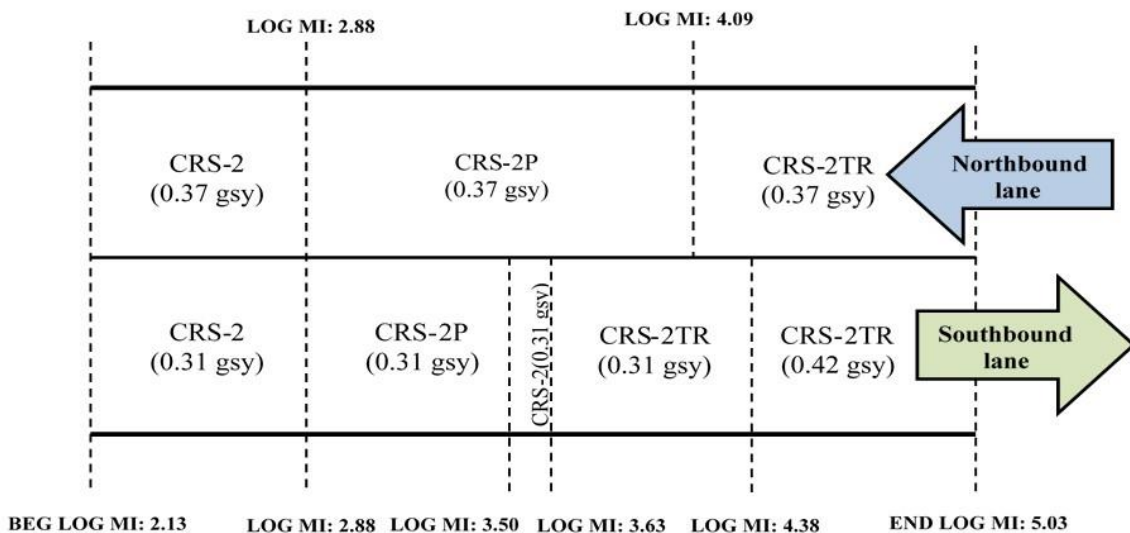 LOG MI: 2.88
LOG MI: 4.09
CRS-2
(0.37 gsy)
CRS-2P
(0.37 gsy)
CRS-2TR
(0.37 gsy)
Northbound
lane
CRS-2
(0.31 gsy)
CRS-2P
(0.31 gsy)
CRS-2(0.31 gsy)
CRS-2TR
(0.31 gsy)
CRS-2TR
(0.42 gsy)
Southbound
lane
BEG LOG MI: 2.13
LOG MI: 2.88
LOG MI: 3.50
LOG MI: 3.63
LOG MI: 4.38
END LOG MI: 5.03